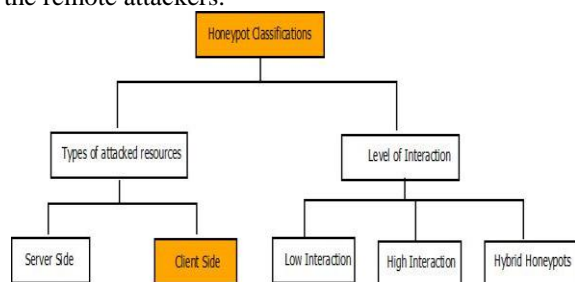 the remote attackers.
Honeypot Classifications
Types of attacked resources
Level of Interaction
Server Side
Client Side
Low Interaction
High Interaction
Hybrid Honeypots